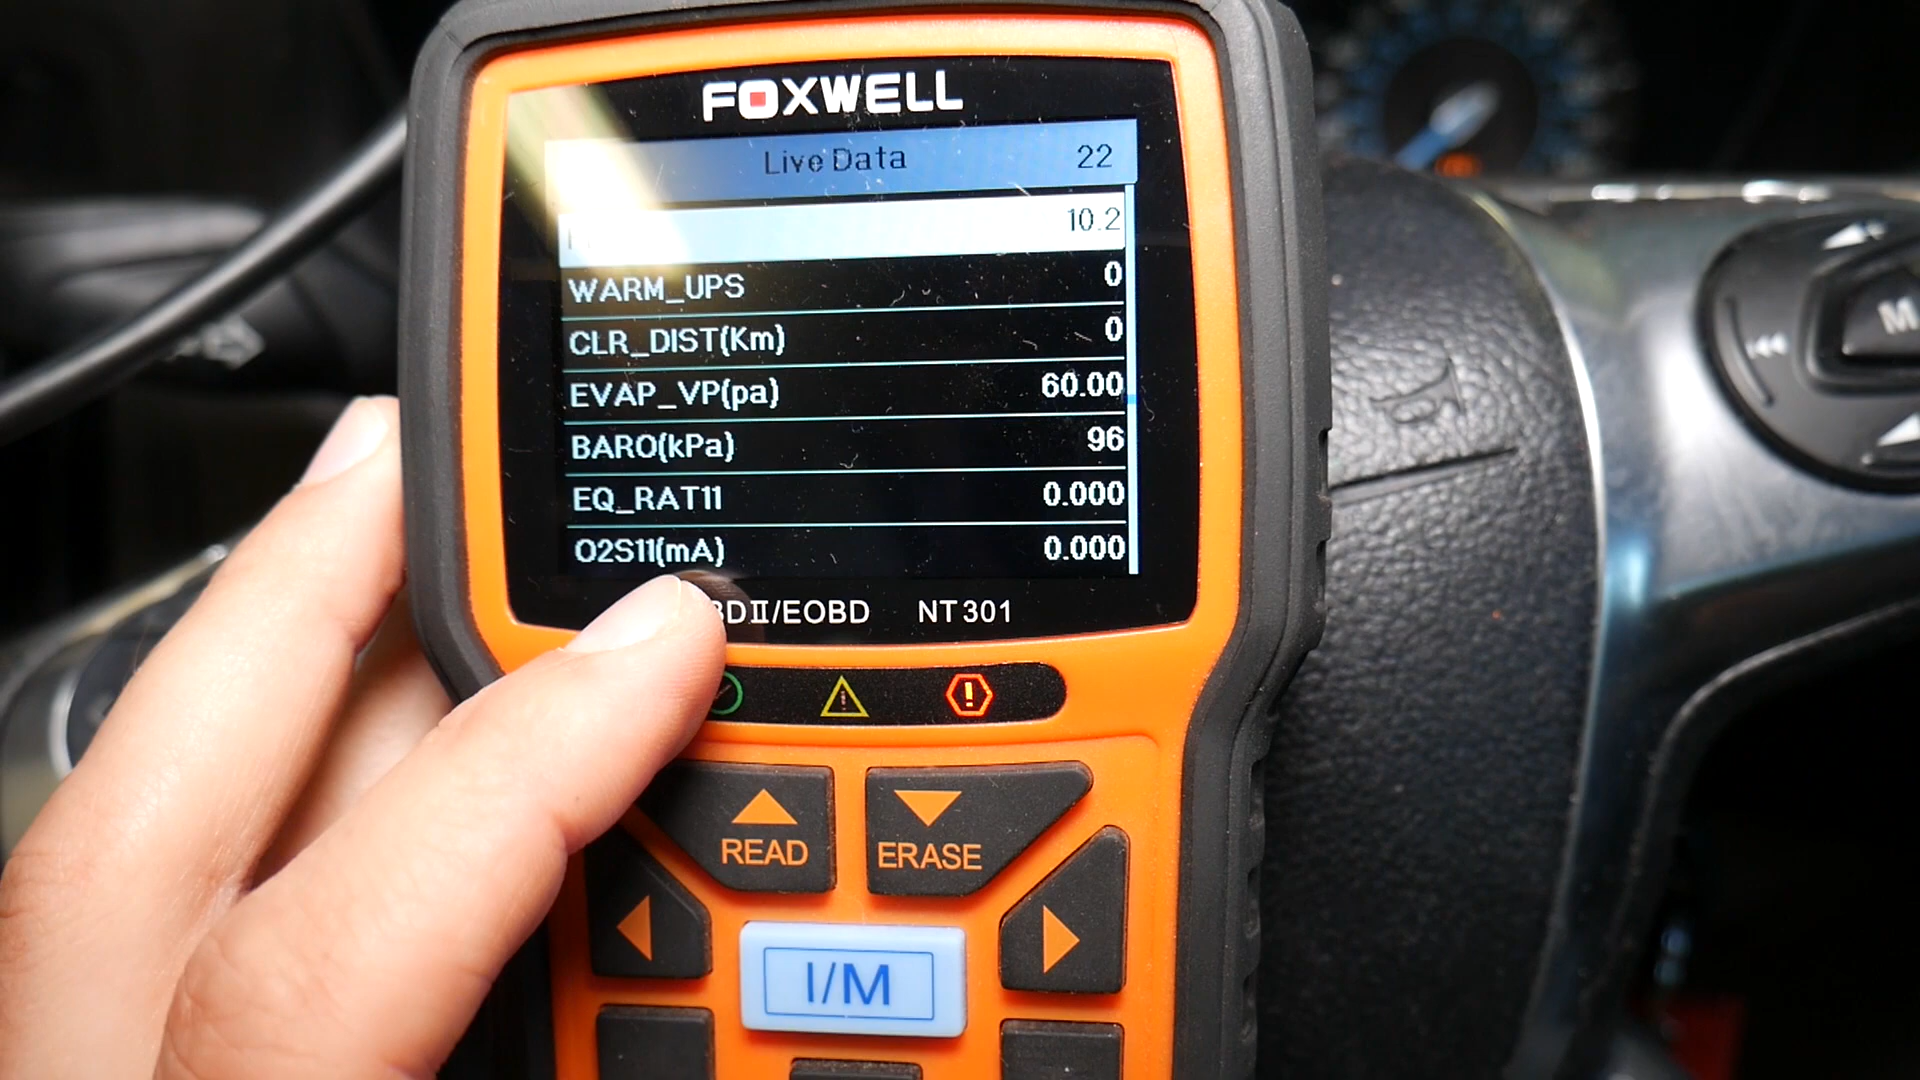 FOXWELL
Live Data 22
10.2
WARM_UPS 0
CLR_DIST(Km) 0
EVAP_VP(pa) 60.00
BARO(kPa) 96
EQ_RAT11 0.000
O2S11(mA) 0.000
BDII/EOBD NT301
READ
ERASE
I/M
M